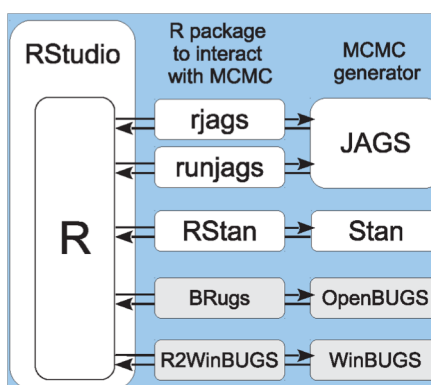 RStudio
R package
to interact
with MCMC
MCMC
generator
R
rjags
runjags
JAGS
RStan
Stan
BRugs
OpenBUGS
R2WinBUGS
WinBUGS